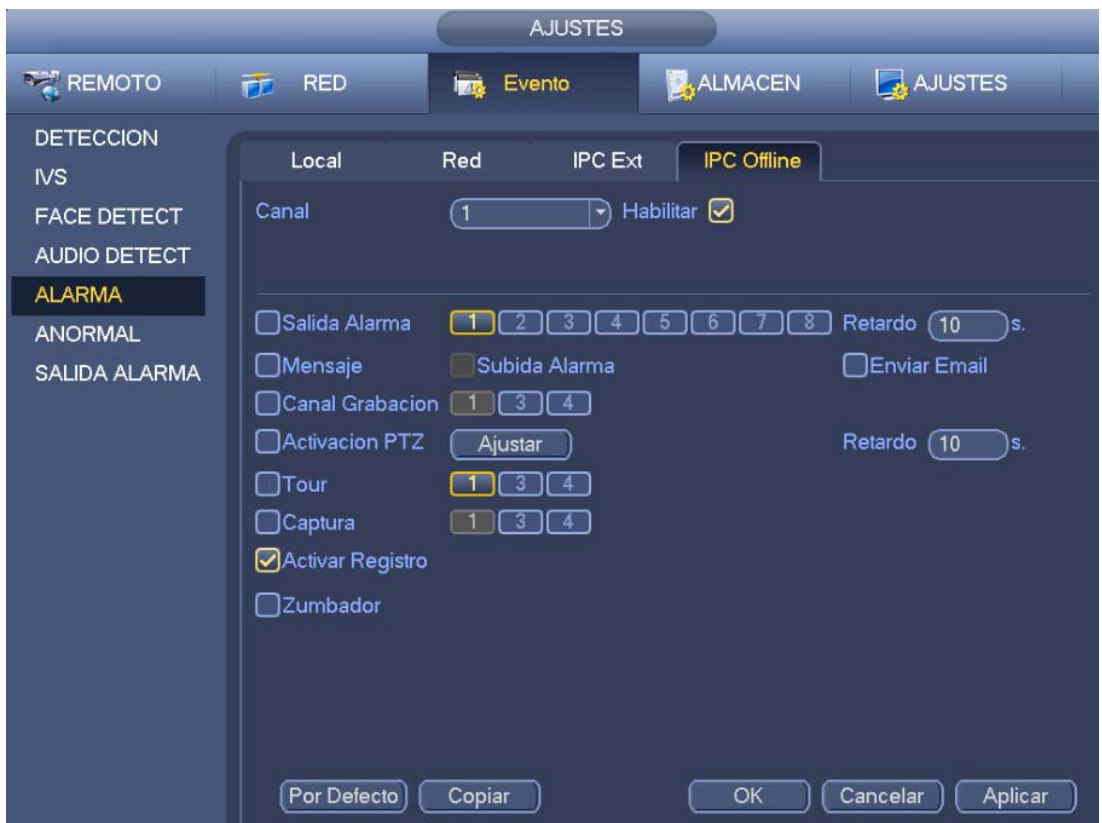 AJUSTES
REMOTO RED Evento ALMACEN AJUSTES
DETECCION
IVS
FACE DETECT
AUDIO DETECT
ALARMA
ANORMAL
SALIDA ALARMA
Local Red IPC Ext IPC Offline
Canal 1 Habilitar
Salida Alarma 1 2 3 4 5 6 7 8 Retardo 10 s.
Mensaje Subida Alarma Enviar Email
Canal Grabacion 1 3 4
Activacion PTZ Ajustar Retardo 10 s.
Tour 1 3 4
Captura 1 3 4
Activar Registro
Zumbador
Por Defecto Copiar OK Cancelar Aplicar